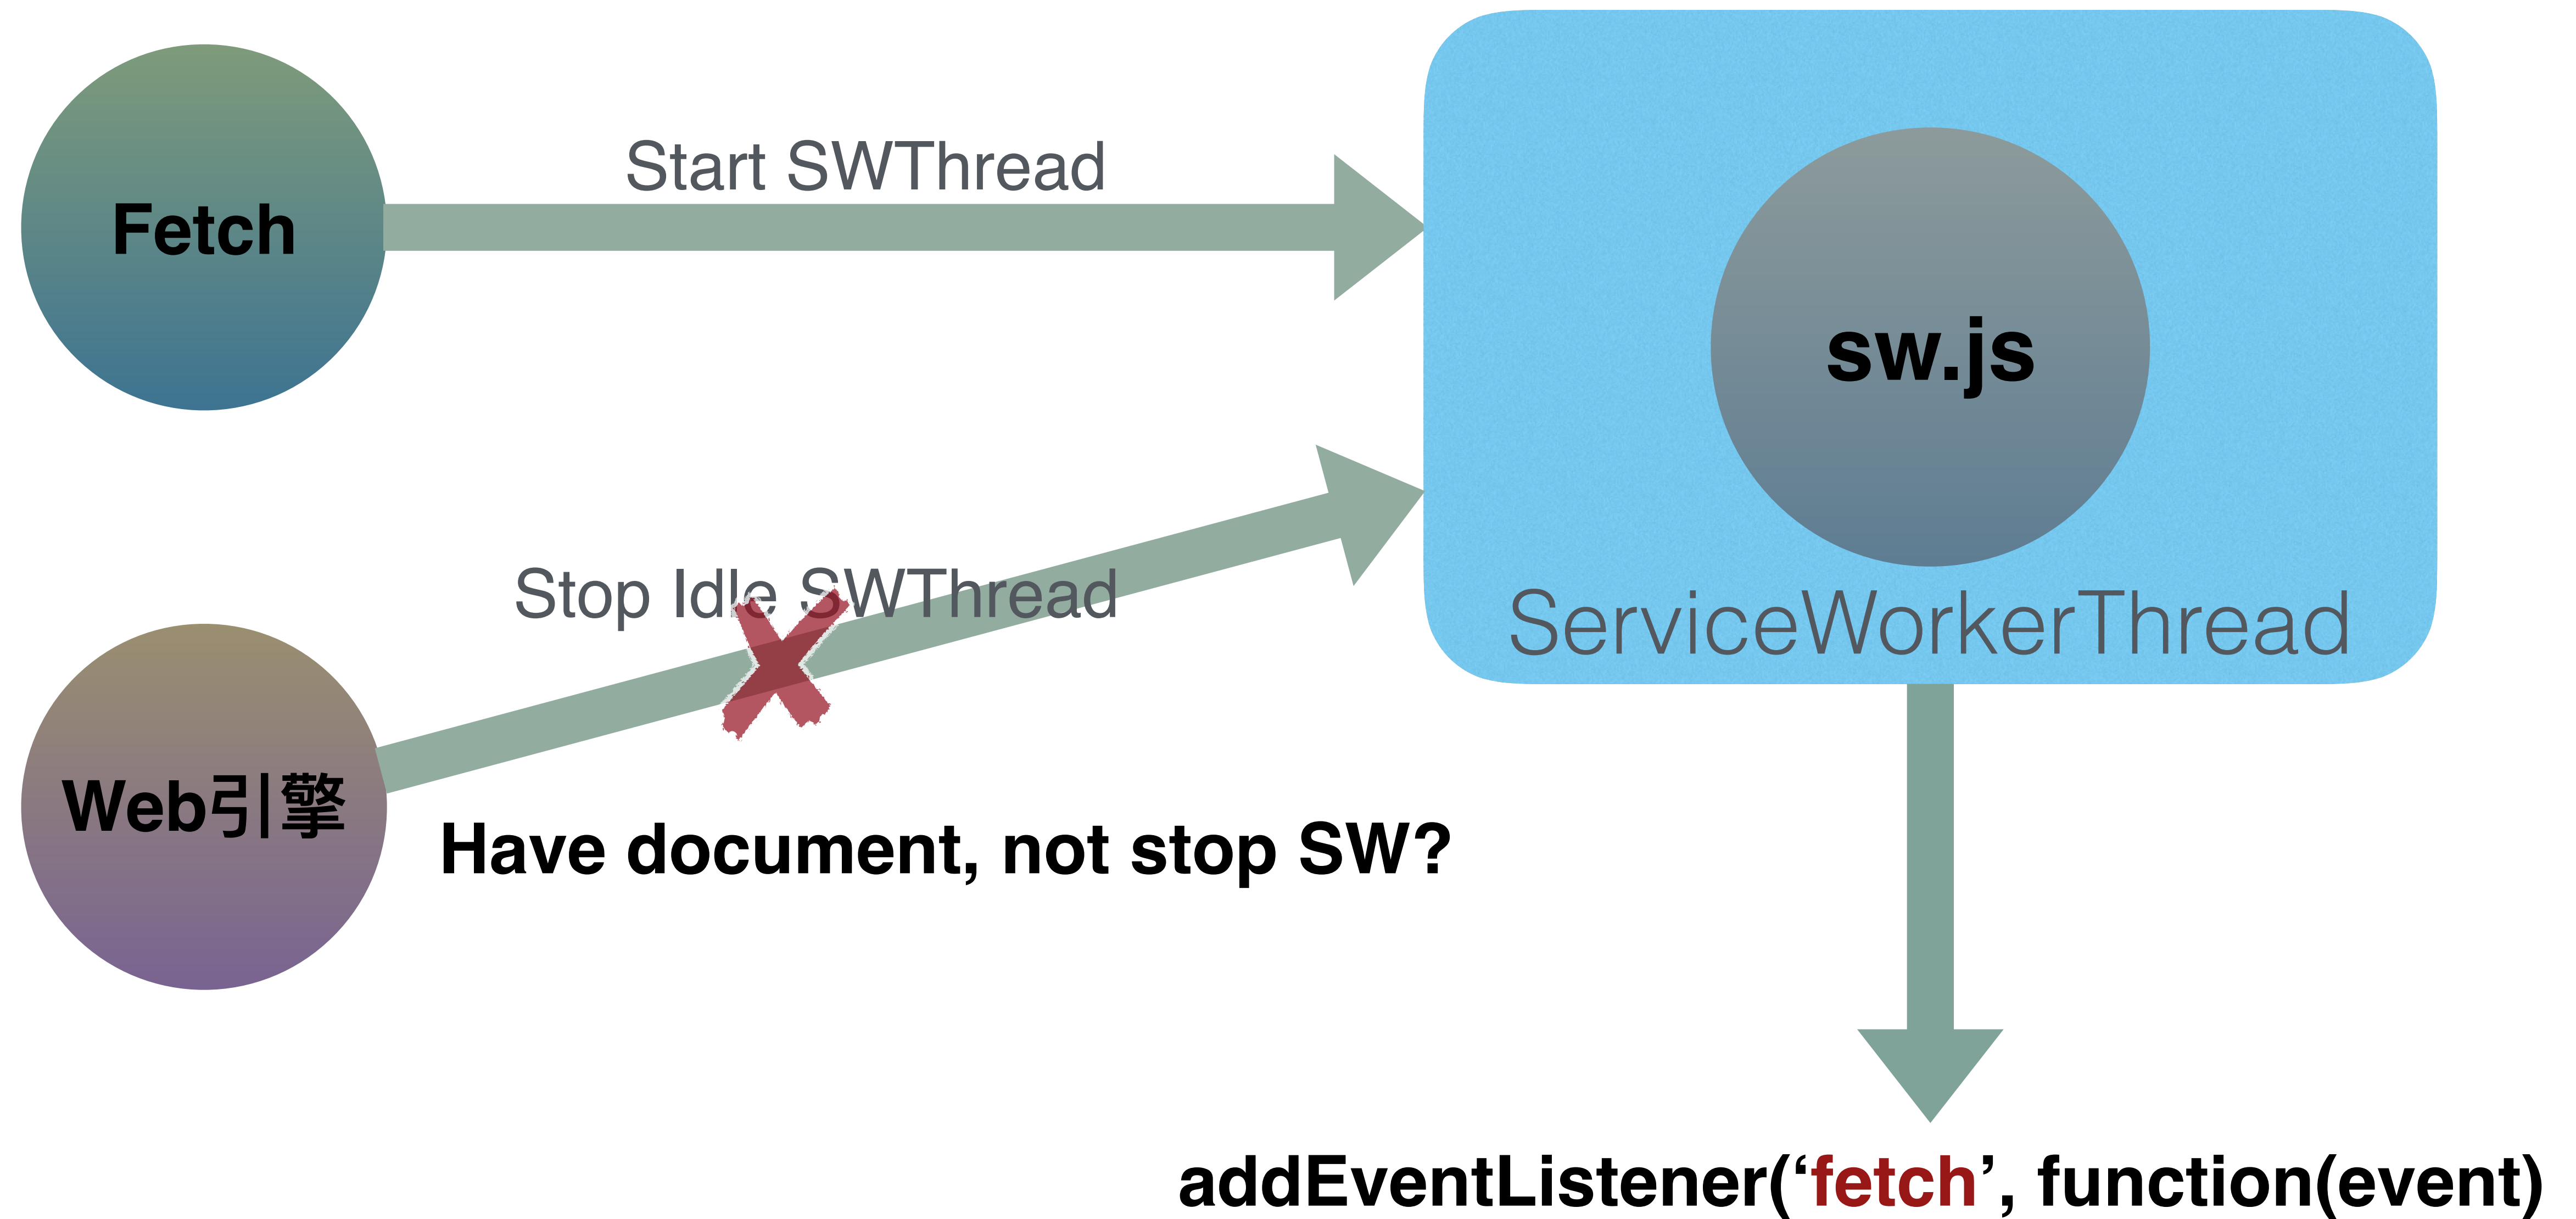 Start SWThread
Fetch
sw.js
Stop Idle SWThread
ServiceWorkerThread
Web引擎
Have document, not stop SW?
addEventListener(‘fetch’, function(event)